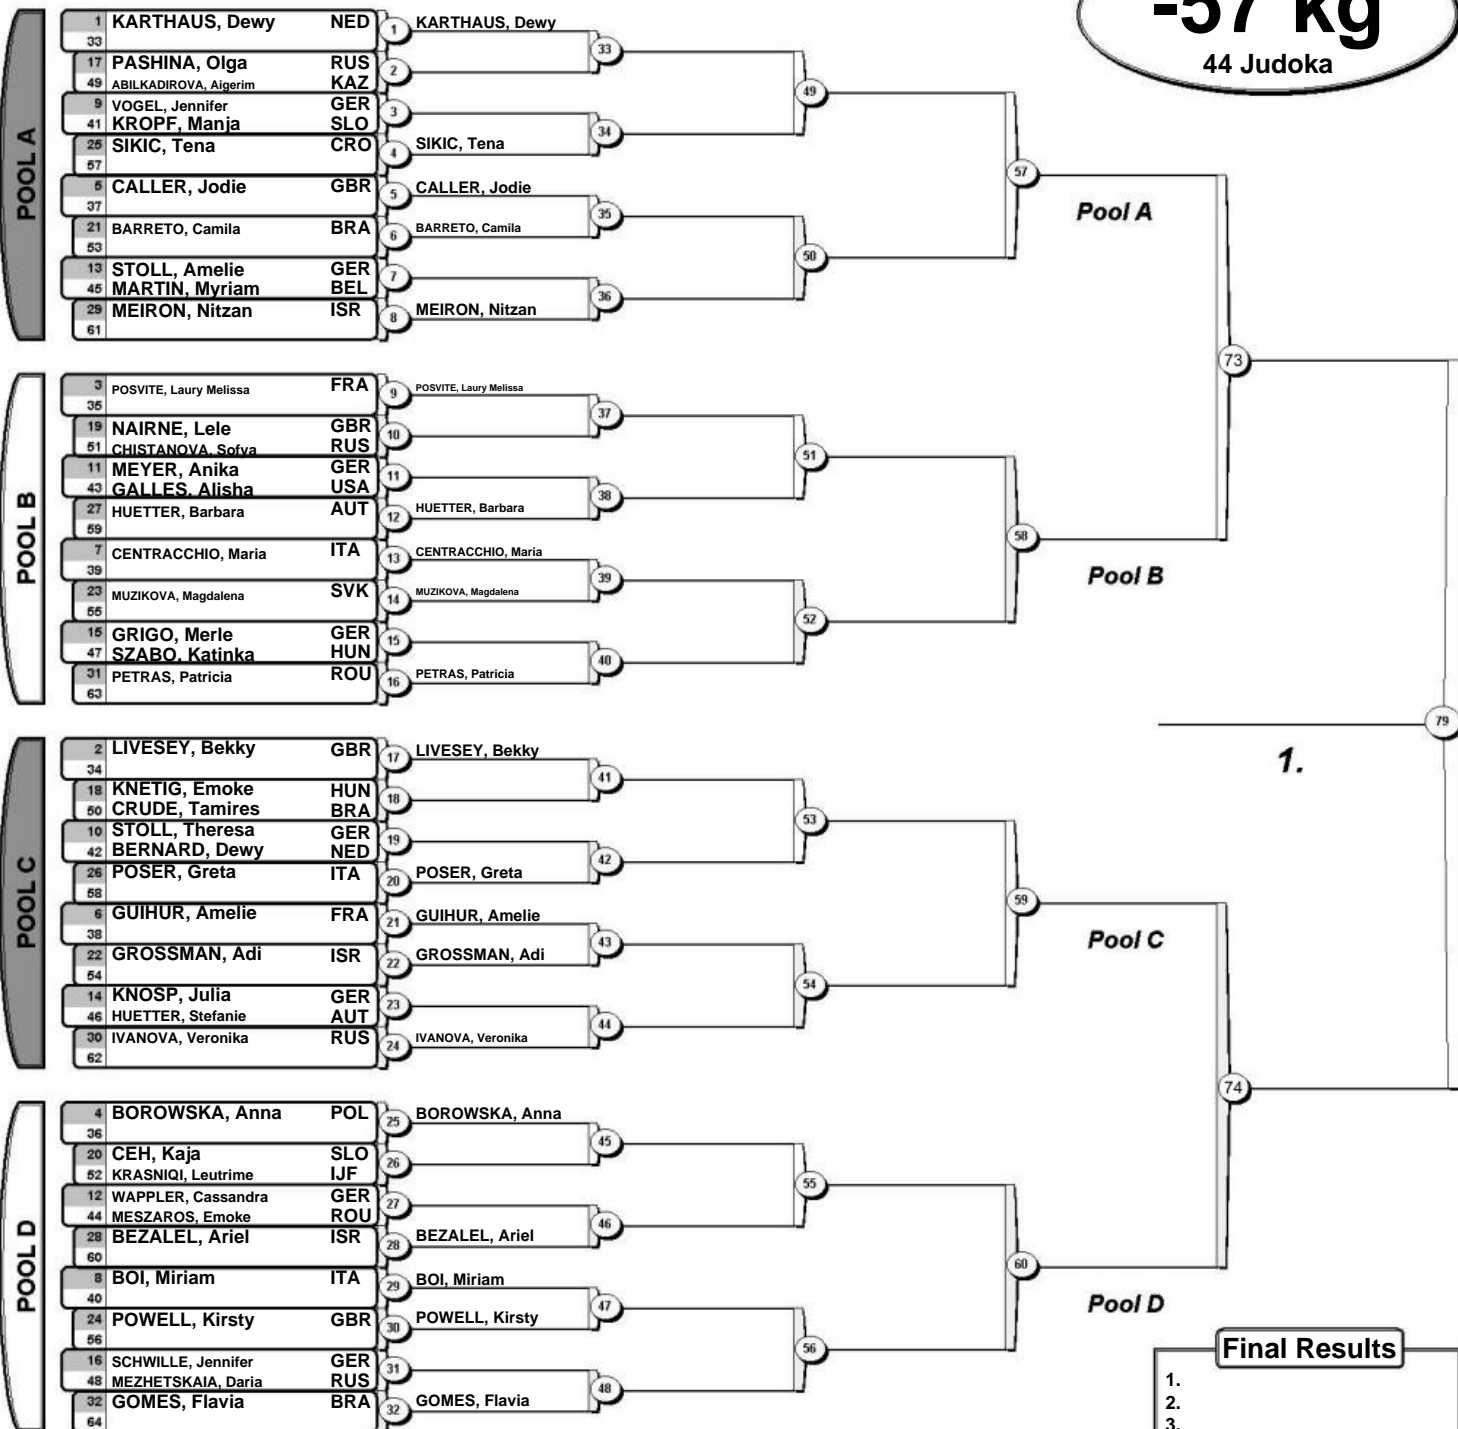 -57 kg
44 Judoka
POOL A
1 KARTHAUS, Dewy NED
33
1 KARTHAUS, Dewy
17 PASHINA, Olga RUS
49 ABILKADIROVA, Aigerim KAZ
2
33
9 VOGEL, Jennifer GER
41 KROPF, Manja SLO
3
25 SIKIC, Tena CRO
57
4 SIKIC, Tena
34
49
5 CALLER, Jodie GBR
37
5 CALLER, Jodie
21 BARRETO, Camila BRA
53
6 BARRETO, Camila
35
13 STOLL, Amelie GER
45 MARTIN, Myriam BEL
7
29 MEIRON, Nitzan ISR
61
8 MEIRON, Nitzan
36
50
57
Pool A
POOL B
3 POSVITE, Laury Melissa FRA
35
9 POSVITE, Laury Melissa
19 NAIRNE, Lele GBR
51 CHISTANOVA, Sofya RUS
10
37
11 MEYER, Anika GER
43 GALLES, Alisha USA
11
27 HUETTER, Barbara AUT
59
12 HUETTER, Barbara
38
51
7 CENTRACCHIO, Maria ITA
39
13 CENTRACCHIO, Maria
23 MUZIKOVA, Magdalena SVK
55
14 MUZIKOVA, Magdalena
39
15 GRIGO, Merle GER
47 SZABO, Katinka HUN
15
31 PETRAS, Patricia ROU
63
16 PETRAS, Patricia
40
52
58
Pool B
73
79
1.
POOL C
2 LIVESEY, Bekky GBR
34
17 LIVESEY, Bekky
18 KNETIG, Emoke HUN
50 CRUDE, Tamires BRA
18
41
10 STOLL, Theresa GER
42 BERNARD, Dewy NED
19
26 POSER, Greta ITA
58
20 POSER, Greta
42
53
6 GUIHUR, Amelie FRA
38
21 GUIHUR, Amelie
22 GROSSMAN, Adi ISR
54
22 GROSSMAN, Adi
43
14 KNOSP, Julia GER
46 HUETTER, Stefanie AUT
23
30 IVANOVA, Veronika RUS
62
24 IVANOVA, Veronika
44
54
59
Pool C
74
POOL D
4 BOROWSKA, Anna POL
36
25 BOROWSKA, Anna
20 CEH, Kaja SLO
52 KRASNIQI, Leutrime IJF
26
45
12 WAPPLER, Cassandra GER
44 MESZAROS, Emoke ROU
27
28 BEZALEL, Ariel ISR
60
28 BEZALEL, Ariel
46
55
8 BOI, Miriam ITA
40
29 BOI, Miriam
24 POWELL, Kirsty GBR
56
30 POWELL, Kirsty
47
16 SCHWILLE, Jennifer GER
48 MEZHETSKAIA, Daria RUS
31
32 GOMES, Flavia BRA
64
32 GOMES, Flavia
48
56
60
Pool D
Final Results
1.
2.
3.